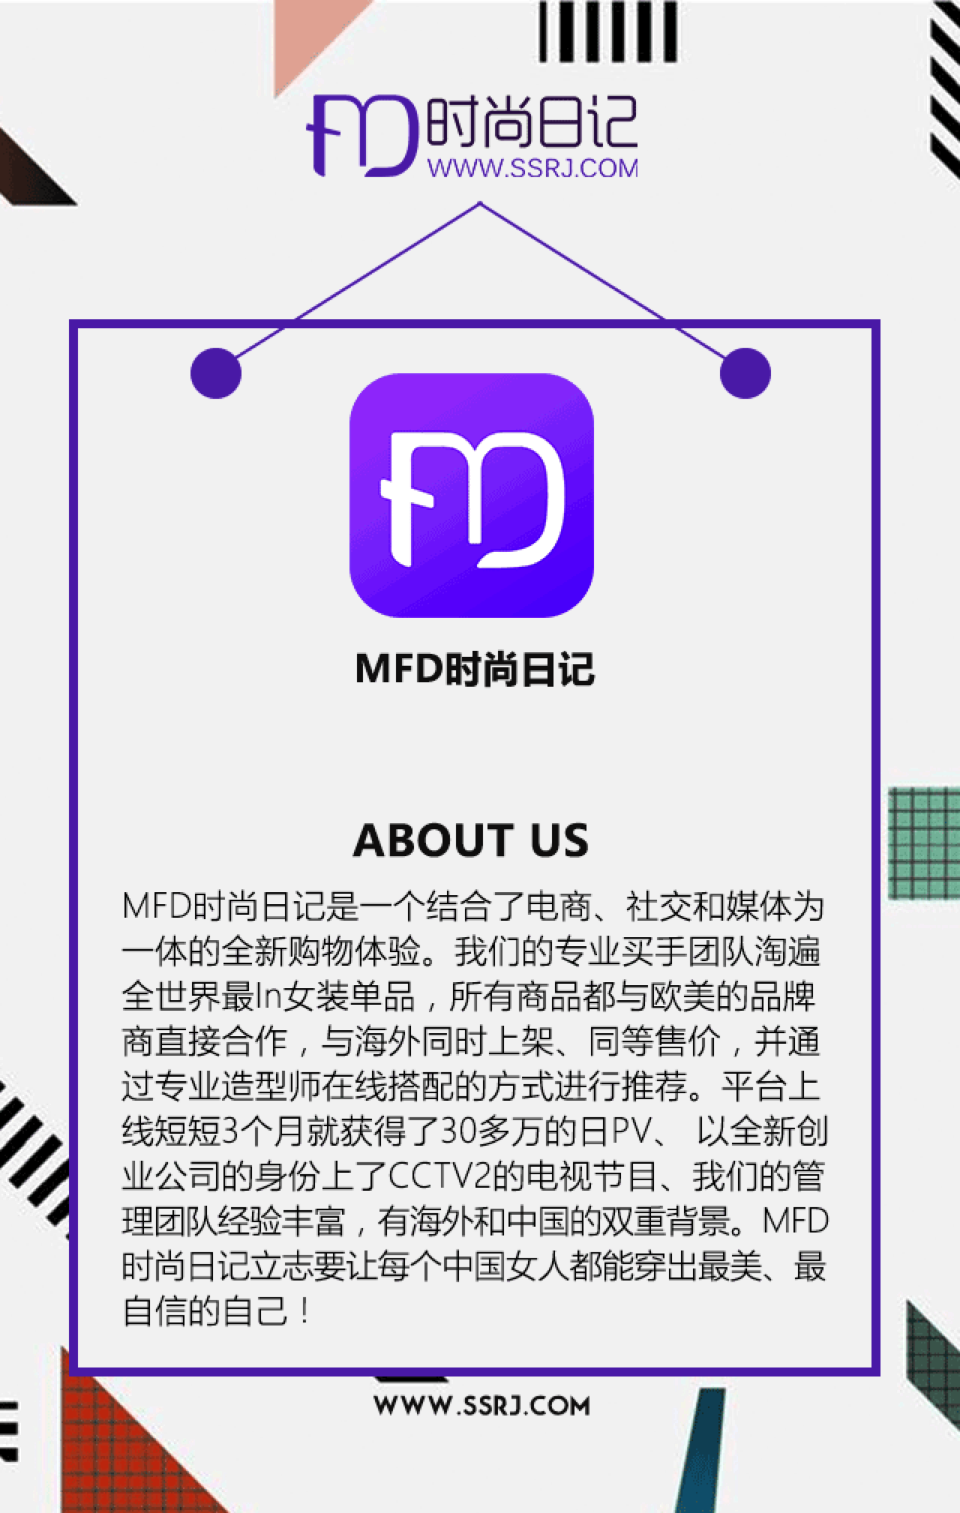 时尚日记
WWW.SSRJ.COM
MFD时尚日记
ABOUT US
MFD时尚日记是一个结合了电商、社交和媒体为
一体的全新购物体验。我们的专业买手团队淘遍
全世界最In女装单品，所有商品都与欧美的品牌
商直接合作，与海外同时上架、同等售价，并通
过专业造型师在线搭配的方式进行推荐。平台上
线短短3个月就获得了30多万的日PV、 以全新创
业公司的身份上了CCTV2的电视节目、我们的管
理团队经验丰富，有海外和中国的双重背景。MFD
时尚日记立志要让每个中国女人都能穿出最美、最
自信的自己！
WWW.SSRJ.COM